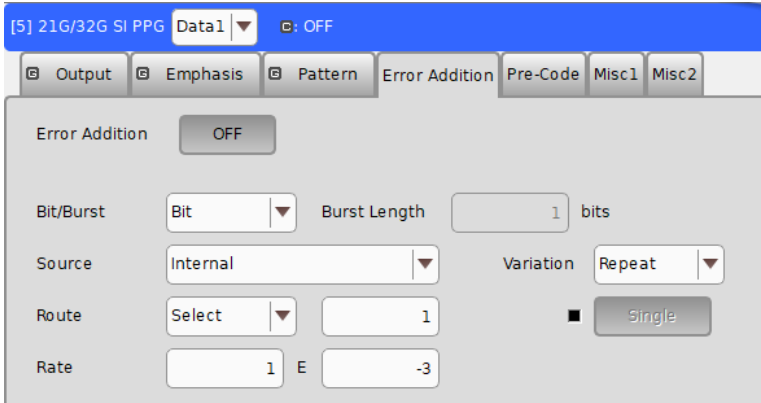 [5] 21G/32G SI PPG Data1 C: OFF
G Output G Emphasis G Pattern Error Addition Pre-Code Misc1 Misc2
Error Addition OFF
Bit/Burst Bit Burst Length 1 bits
Source Internal Variation Repeat
Route Select 1 Single
Rate 1 E -3